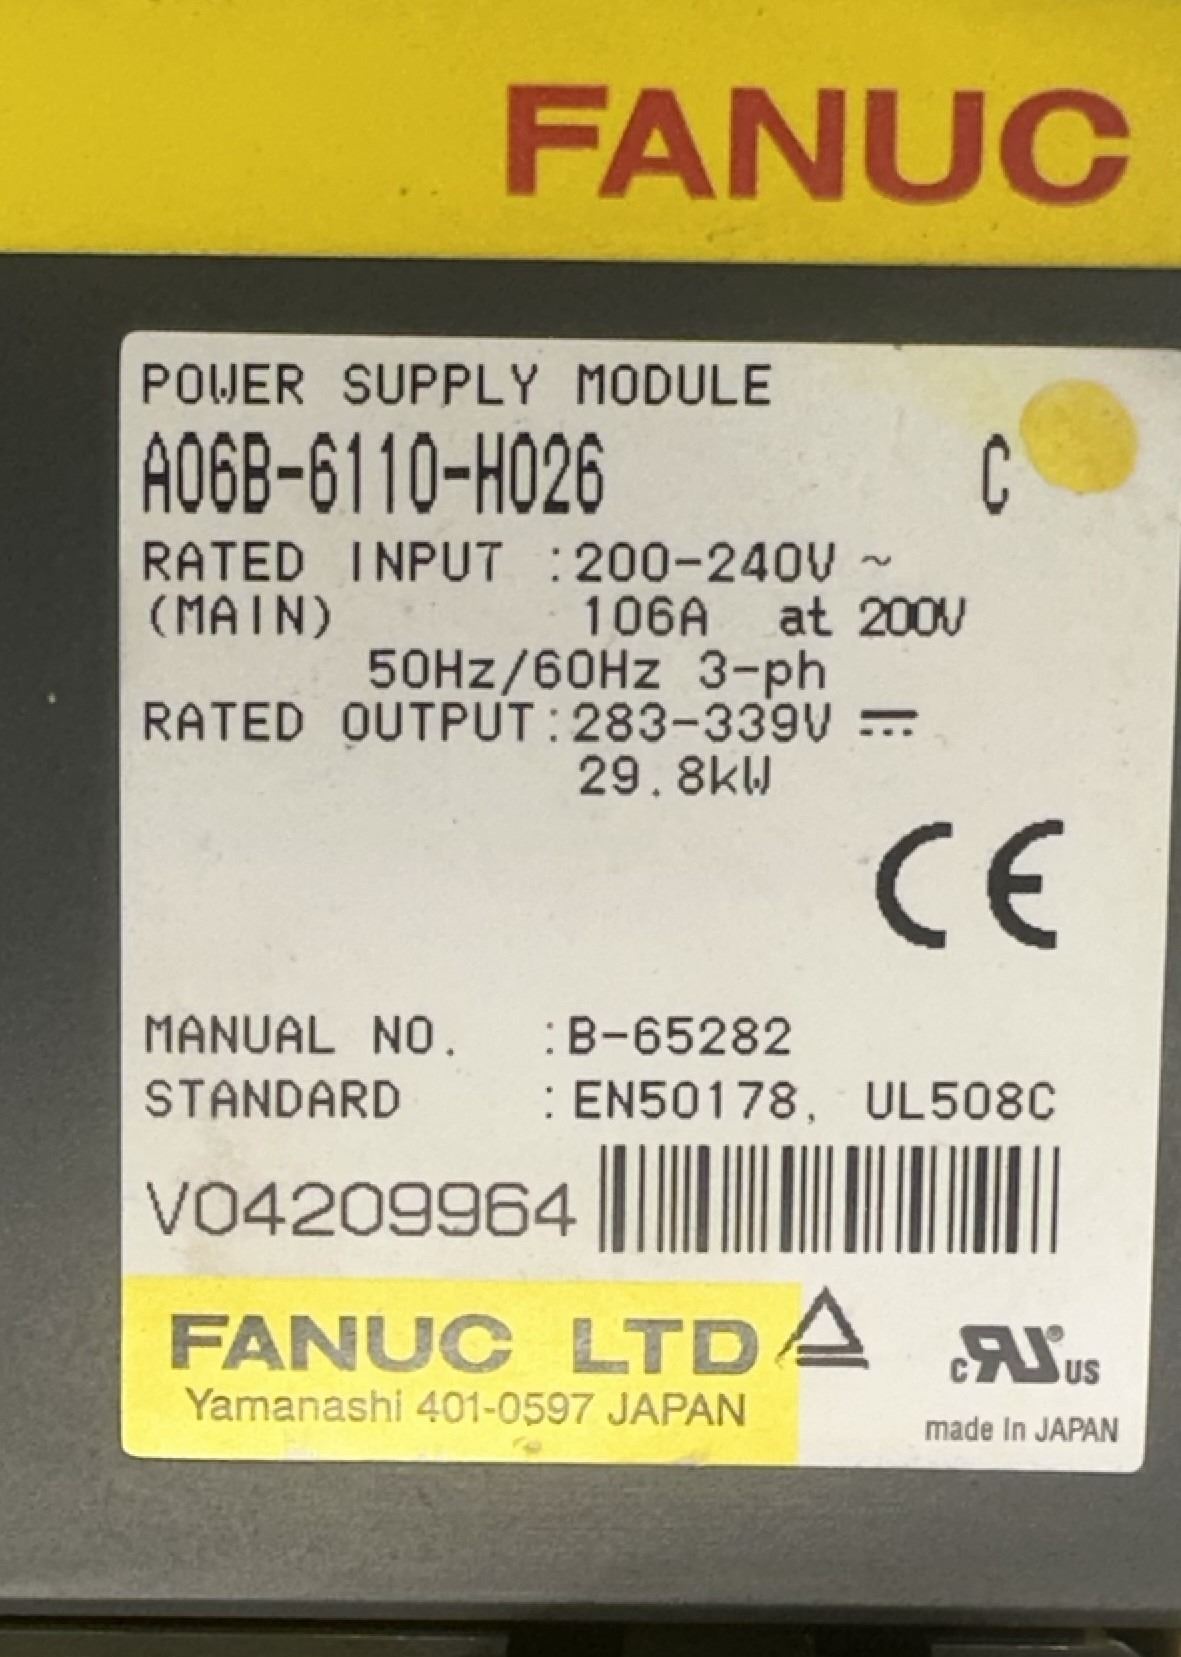 FANUC
POWER SUPPLY MODULE
A06B-6110-H026 C
RATED INPUT :200-240V ~
(MAIN) 106A at 200V
50Hz/60Hz 3-ph
RATED OUTPUT:283-339V ⎓
29.8kW
CE
MANUAL NO. :B-65282
STANDARD :EN50178, UL508C
V04209964
FANUC LTD
Yamanashi 401-0597 JAPAN
c RU® US
made in JAPAN